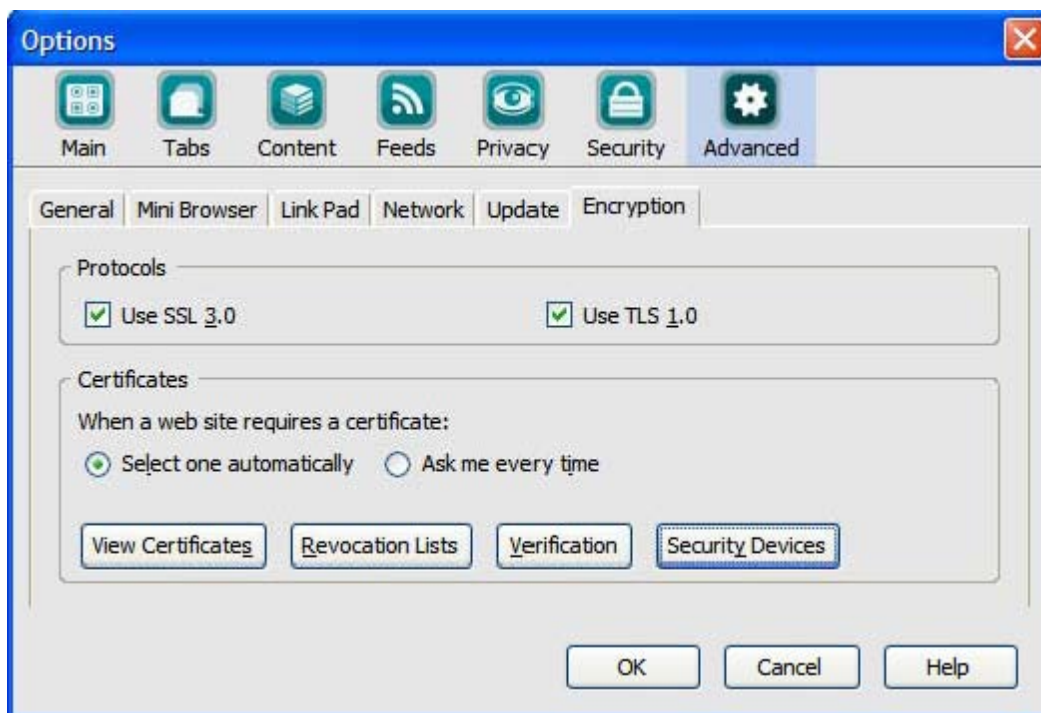 Options
Main Tabs Content Feeds Privacy Security Advanced
General Mini Browser Link Pad Network Update Encryption
Protocols
Use SSL 3.0 Use TLS 1.0
Certificates
When a web site requires a certificate:
Select one automatically Ask me every time
View Certificates Revocation Lists Verification Security Devices
OK Cancel Help